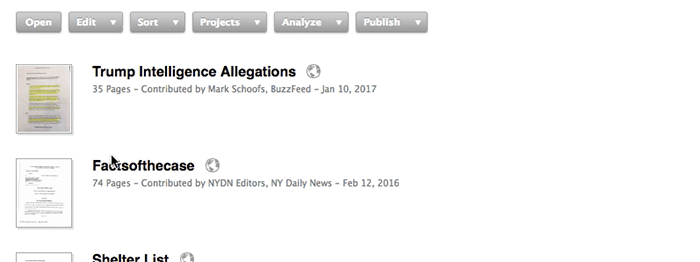 Open Edit Sort Projects Analyze Publish
Trump Intelligence Allegations
35 Pages – Contributed by Mark Schoofs, BuzzFeed – Jan 10, 2017
Factsofthecase
74 Pages – Contributed by NYDN Editors, NY Daily News – Feb 12, 2016
Shelter List